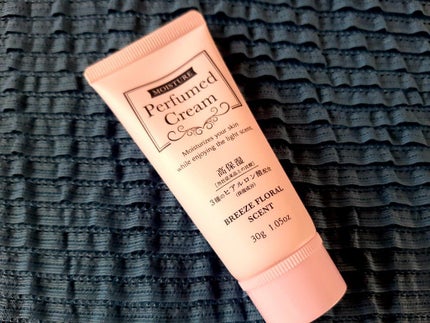 MOISTURE
Perfumed
Cream
Moisturizes your skin
while enjoying the light scent.
高保湿
3種のヒアルロン酸配合
BREEZE FLORAL
SCENT
30g 1.05oz